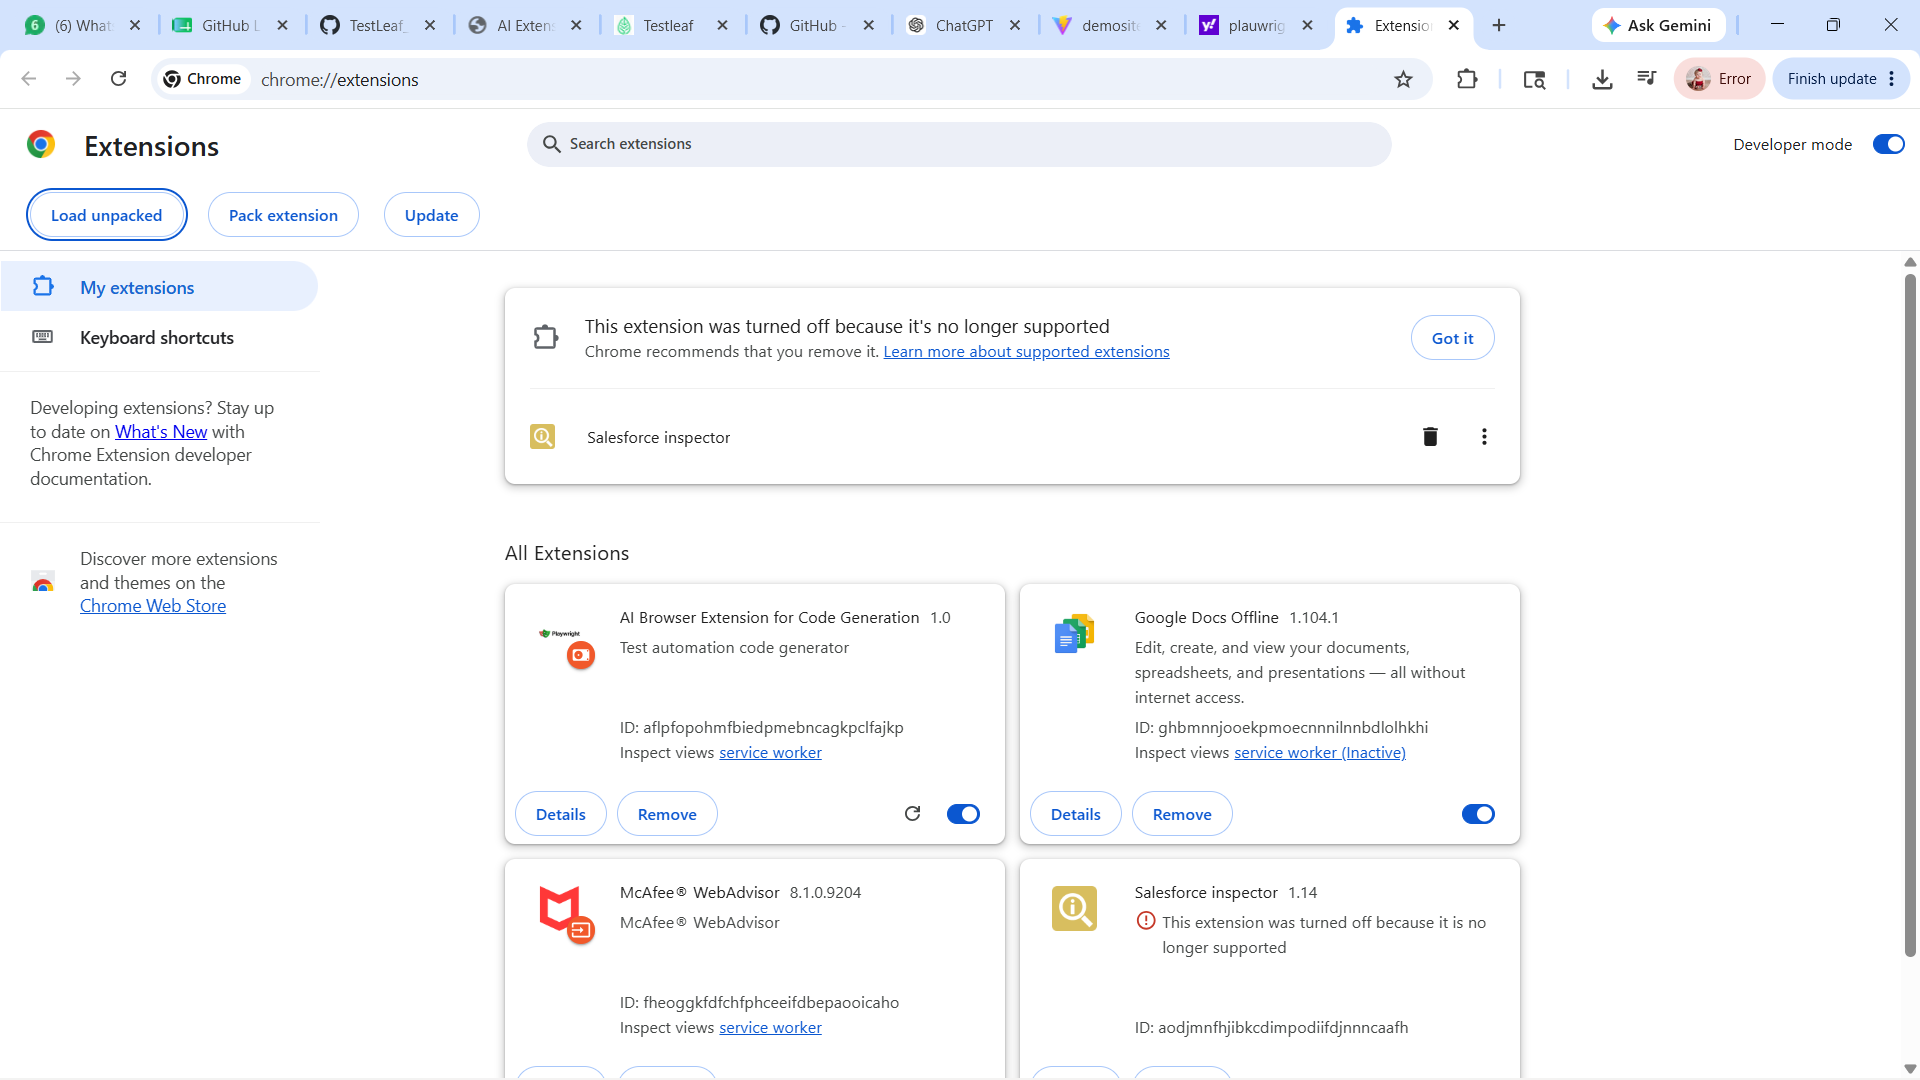 (6) What
GitHub L
TestLeaf_
AI Extens
Testleaf
GitHub -
ChatGPT
demosite
plauwrig
Extensio
Ask Gemini
Chrome
chrome://extensions
Error
Finish update
Extensions
Search extensions
Developer mode
Load unpacked
Pack extension
Update
My extensions
Keyboard shortcuts
Developing extensions? Stay up
to date on What's New with
Chrome Extension developer
documentation.
Discover more extensions
and themes on the
Chrome Web Store
This extension was turned off because it's no longer supported
Chrome recommends that you remove it. Learn more about supported extensions
Got it
Salesforce inspector
All Extensions
Playwright
AI Browser Extension for Code Generation 1.0
Test automation code generator
ID: aflpfopohmfbiedpmebncagkpclfajkp
Inspect views service worker
Details
Remove
Google Docs Offline 1.104.1
Edit, create, and view your documents,
spreadsheets, and presentations — all without
internet access.
ID: ghbmnnjooekpmoecnnnilnnbdlolhkhi
Inspect views service worker (Inactive)
Details
Remove
McAfee® WebAdvisor 8.1.0.9204
McAfee® WebAdvisor
ID: fheoggkfdfchfphceeifdbepaooicaho
Inspect views service worker
Salesforce inspector 1.14
This extension was turned off because it is no
longer supported
ID: aodjmnfhjibkcdimpodiifdjnnncaafh